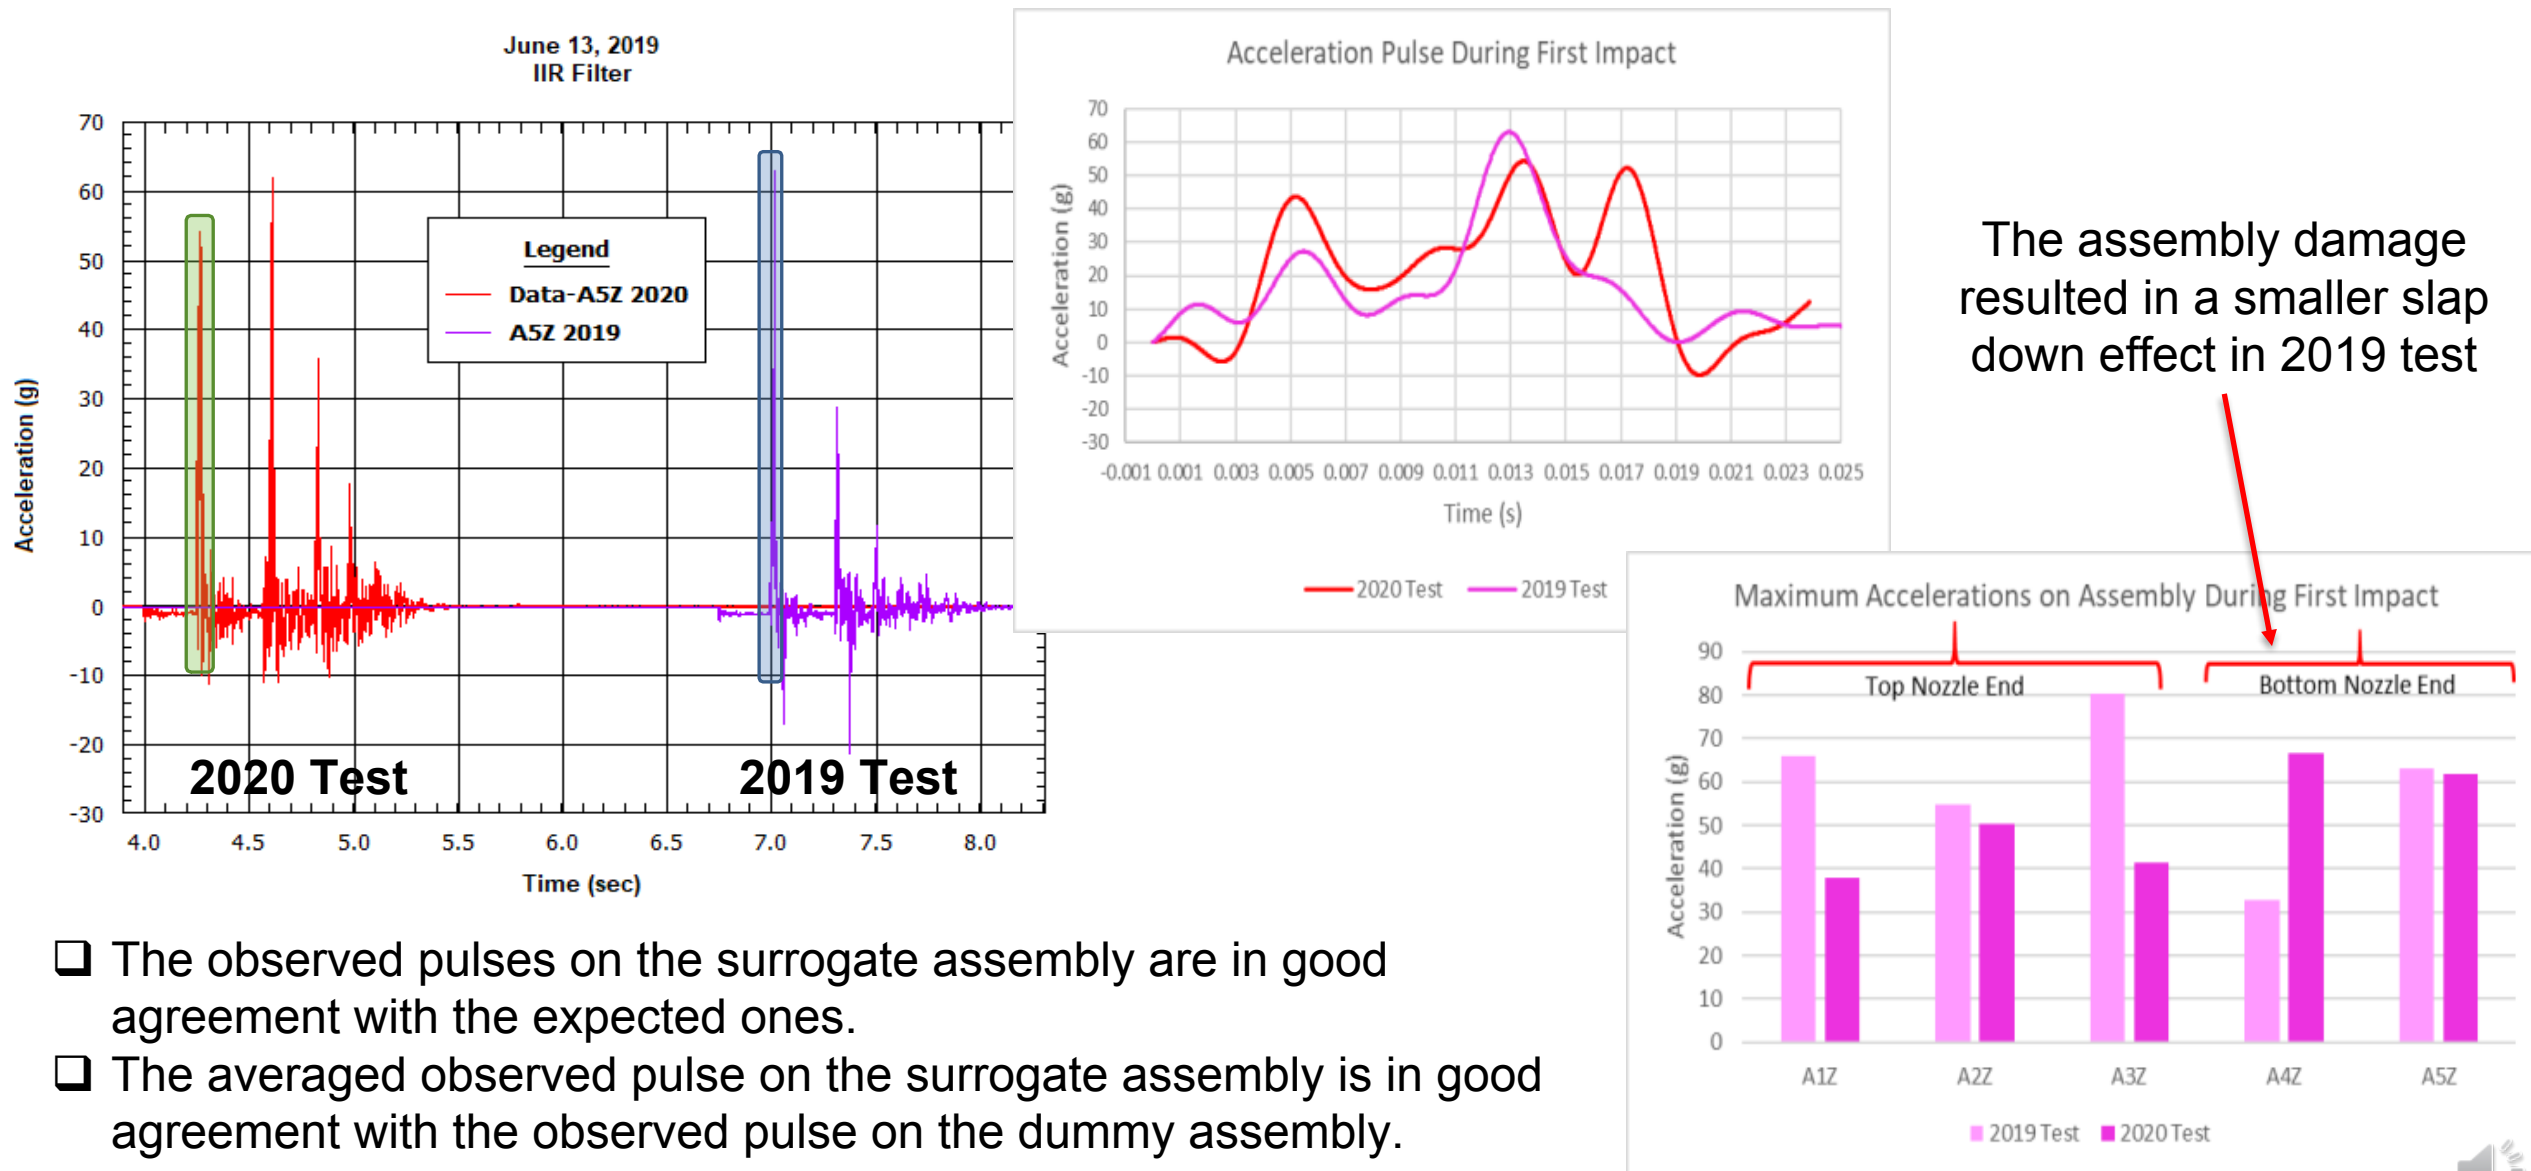 June 13, 2019
IIR Filter
Acceleration (g)
70
60
50
40
30
20
10
0
-10
-20
-30
Legend
Data-A5Z 2020
A5Z 2019
2020 Test
2019 Test
4.0 4.5 5.0 5.5 6.0 6.5 7.0 7.5 8.0
Time (sec)
Acceleration Pulse During First Impact
Acceleration (g)
70
60
50
40
30
20
10
0
-10
-20
-30
-0.001 0.001 0.003 0.005 0.007 0.009 0.011 0.013 0.015 0.017 0.019 0.021 0.023 0.025
Time (s)
2020 Test 2019 Test
The assembly damage
resulted in a smaller slap
down effect in 2019 test
Maximum Accelerations on Assembly During First Impact
Acceleration (g)
90
80
70
60
50
40
30
20
10
0
Top Nozzle End
Bottom Nozzle End
A1Z A2Z A3Z A4Z A5Z
2019 Test 2020 Test
The observed pulses on the surrogate assembly are in good
agreement with the expected ones.
The averaged observed pulse on the surrogate assembly is in good
agreement with the observed pulse on the dummy assembly.